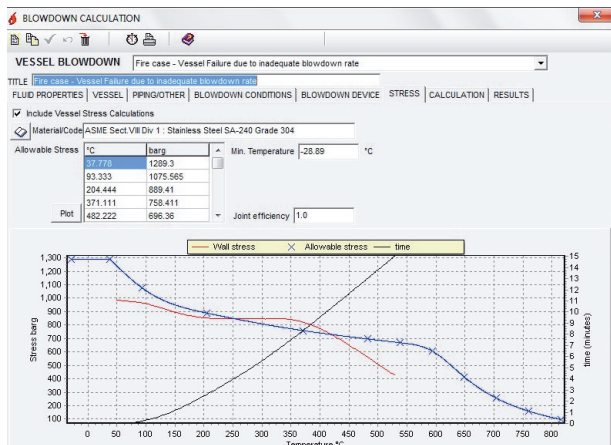 BLOWDOWN CALCULATION
VESSEL BLOWDOWN Fire case - Vessel Failure due to inadequate blowdown rate
TITLE Fire case - Vessel Failure due to inadequate blowdown rate
FLUID PROPERTIES VESSEL PIPING/OTHER BLOWDOWN CONDITIONS BLOWDOWN DEVICE STRESS CALCULATION RESULTS
Include Vessel Stress Calculations
Material/Code ASME Sect.VIII Div 1 : Stainless Steel SA-240 Grade 304
Allowable Stress °C barg Min. Temperature -28.89 °C
37.778 1289.3
93.333 1075.565
204.444 889.41
371.111 758.411
Plot 482.222 696.36 Joint efficiency 1.0
Wall stress Allowable stress time
1,300
1,200
1,100
1,000
900
800
700
600
500
400
300
200
100
Stress barg
15
14
13
12
11
10
9
8
7
6
5
4
3
2
1
0
time (minutes)
0 50 100 150 200 250 300 350 400 450 500 550 600 650 700 750 800
Temperature °C